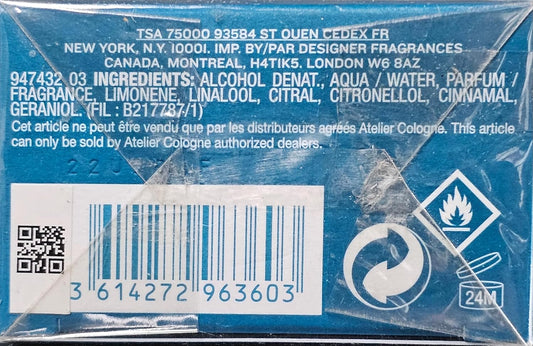 TSA 75000 93584 ST OUEN CEDEX FR
NEW YORK, N.Y. 10001. IMP. BY/PAR DESIGNER FRAGRANCES
CANADA, MONTREAL, H4T1K5. LONDON W6 8AZ
947432 03 INGREDIENTS: ALCOHOL DENAT., AQUA / WATER, PARFUM /
FRAGRANCE, LIMONENE, LINALOOL, CITRAL, CITRONELLOL, CINNAMAL,
GERANIOL. (FIL : B217787/1)
Cet article ne peut être vendu que par les distributeurs agréés Atelier Cologne. This article
can only be sold by Atelier Cologne authorized dealers.
3 614272 963603
24M